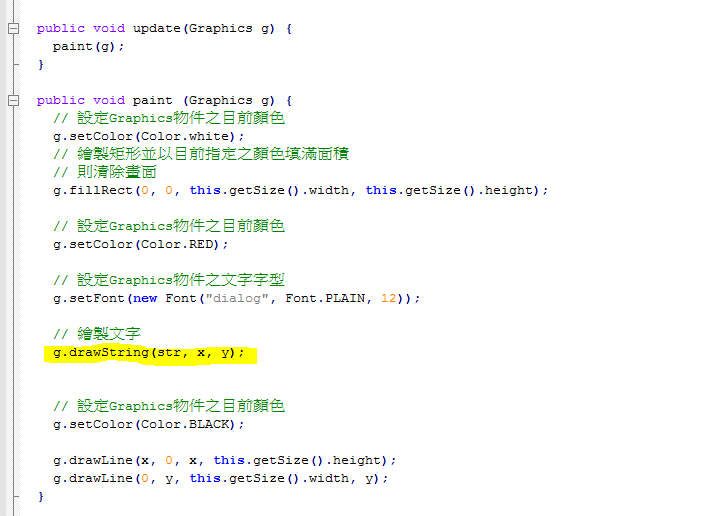 public void update(Graphics g) {
paint(g);
}
public void paint (Graphics g) {
// 設定Graphics物件之目前顏色
g.setColor(Color.white);
// 繪製矩形並以目前指定之顏色填滿面積
// 則清除畫面
g.fillRect(0, 0, this.getSize().width, this.getSize().height);
// 設定Graphics物件之目前顏色
g.setColor(Color.RED);
// 設定Graphics物件之文字字型
g.setFont(new Font("dialog", Font.PLAIN, 12));
// 繪製文字
g.drawString(str, x, y);
// 設定Graphics物件之目前顏色
g.setColor(Color.BLACK);
g.drawLine(x, 0, x, this.getSize().height);
g.drawLine(0, y, this.getSize().width, y);
}